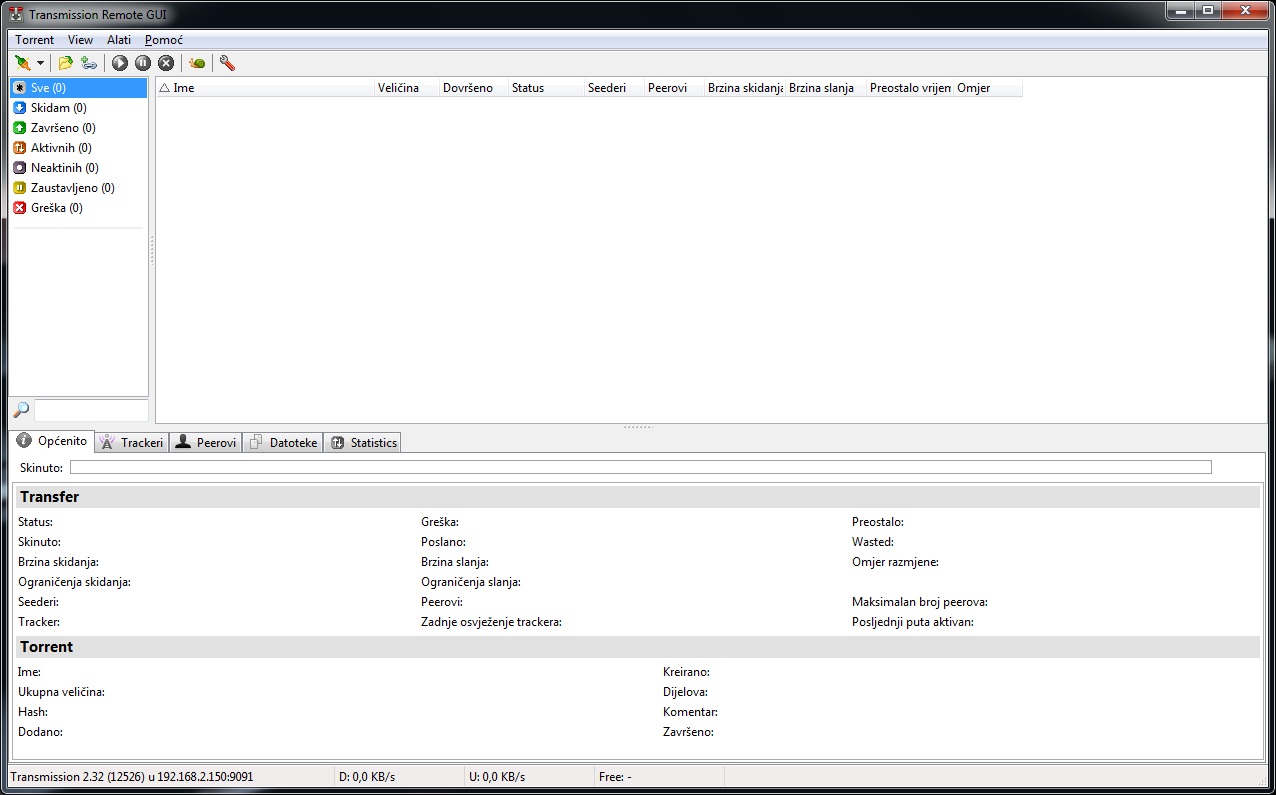 Transmission Remote GUI
Torrent View Alati Pomoć
Sve (0)
Skidam (0)
Završeno (0)
Aktivnih (0)
Neaktinih (0)
Zaustavljeno (0)
Greška (0)
Ime Veličina Dovršeno Status Seederi Peerovi Brzina skidanja Brzina slanja Preostalo vrijem Omjer
Općenito Trackeri Peerovi Datoteke Statistics
Skinuto:
Transfer
Status: Greška: Preostalo:
Skinuto: Poslano: Wasted:
Brzina skidanja: Brzina slanja: Omjer razmjene:
Ograničenja skidanja: Ograničenja slanja:
Seederi: Peerovi: Maksimalan broj peerova:
Tracker: Zadnje osvježenje trackera: Posljednji puta aktivan:
Torrent
Ime: Kreirano:
Ukupna veličina: Dijelova:
Hash: Komentar:
Dodano: Završeno:
Transmission 2.32 (12526) u 192.168.2.150:9091 D: 0,0 KB/s U: 0,0 KB/s Free: -